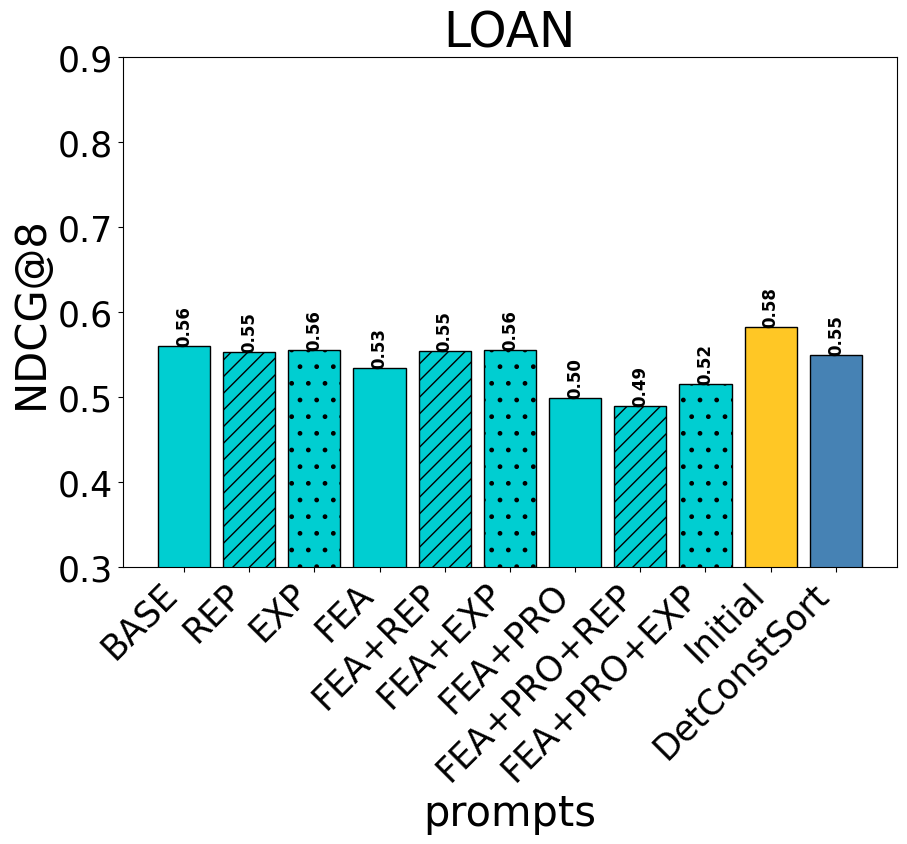 LOAN
NDCG@8
0.9
0.8
0.7
0.6
0.5
0.4
0.3
0.56
0.55
0.56
0.53
0.55
0.56
0.50
0.49
0.52
0.58
0.55
BASE
REP
EXP
FEA
FEA+REP
FEA+EXP
FEA+PRO
FEA+PRO+REP
FEA+PRO+EXP
Initial
DetConstSort
prompts